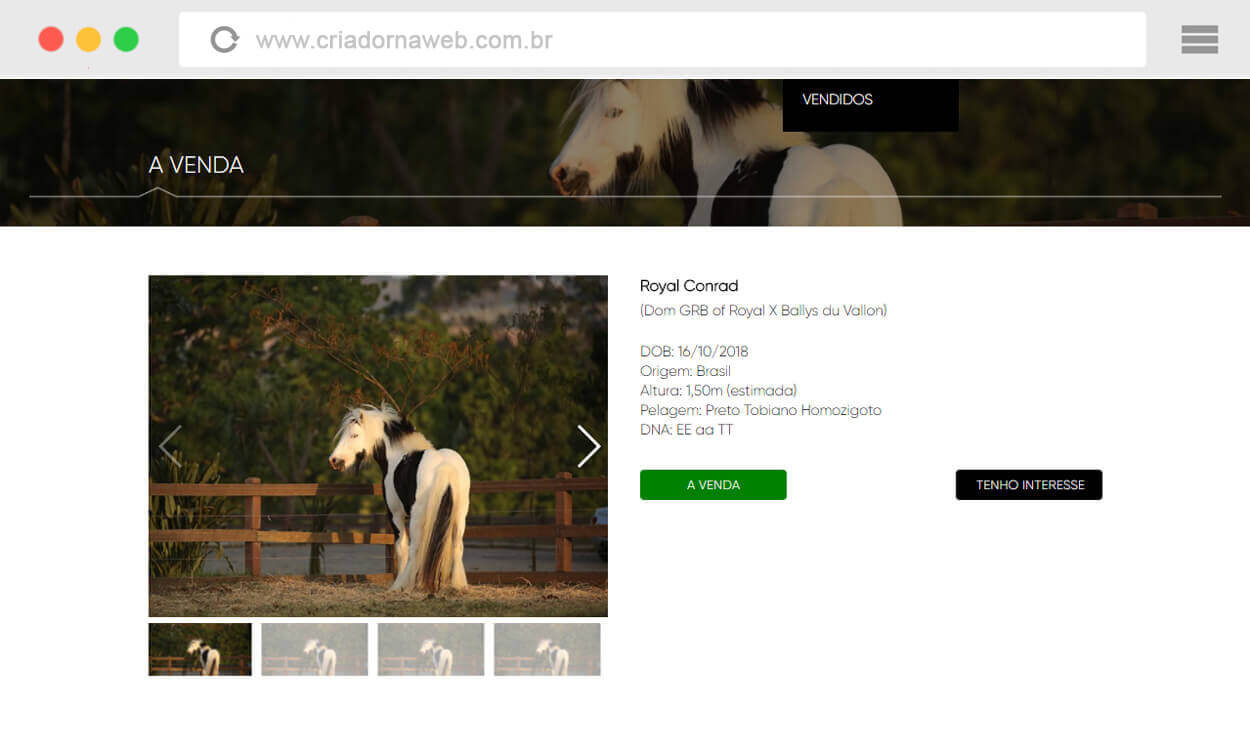 www.criadornaweb.com.br
VENDIDOS
A VENDA
Royal Conrad
(Dom GRB of Royal X Ballys du Vallon)
DOB: 16/10/2018
Origem: Brasil
Altura: 1,50m (estimada)
Pelagem: Preto Tobiano Homozigoto
DNA: EE aa TT
A VENDA
TENHO INTERESSE